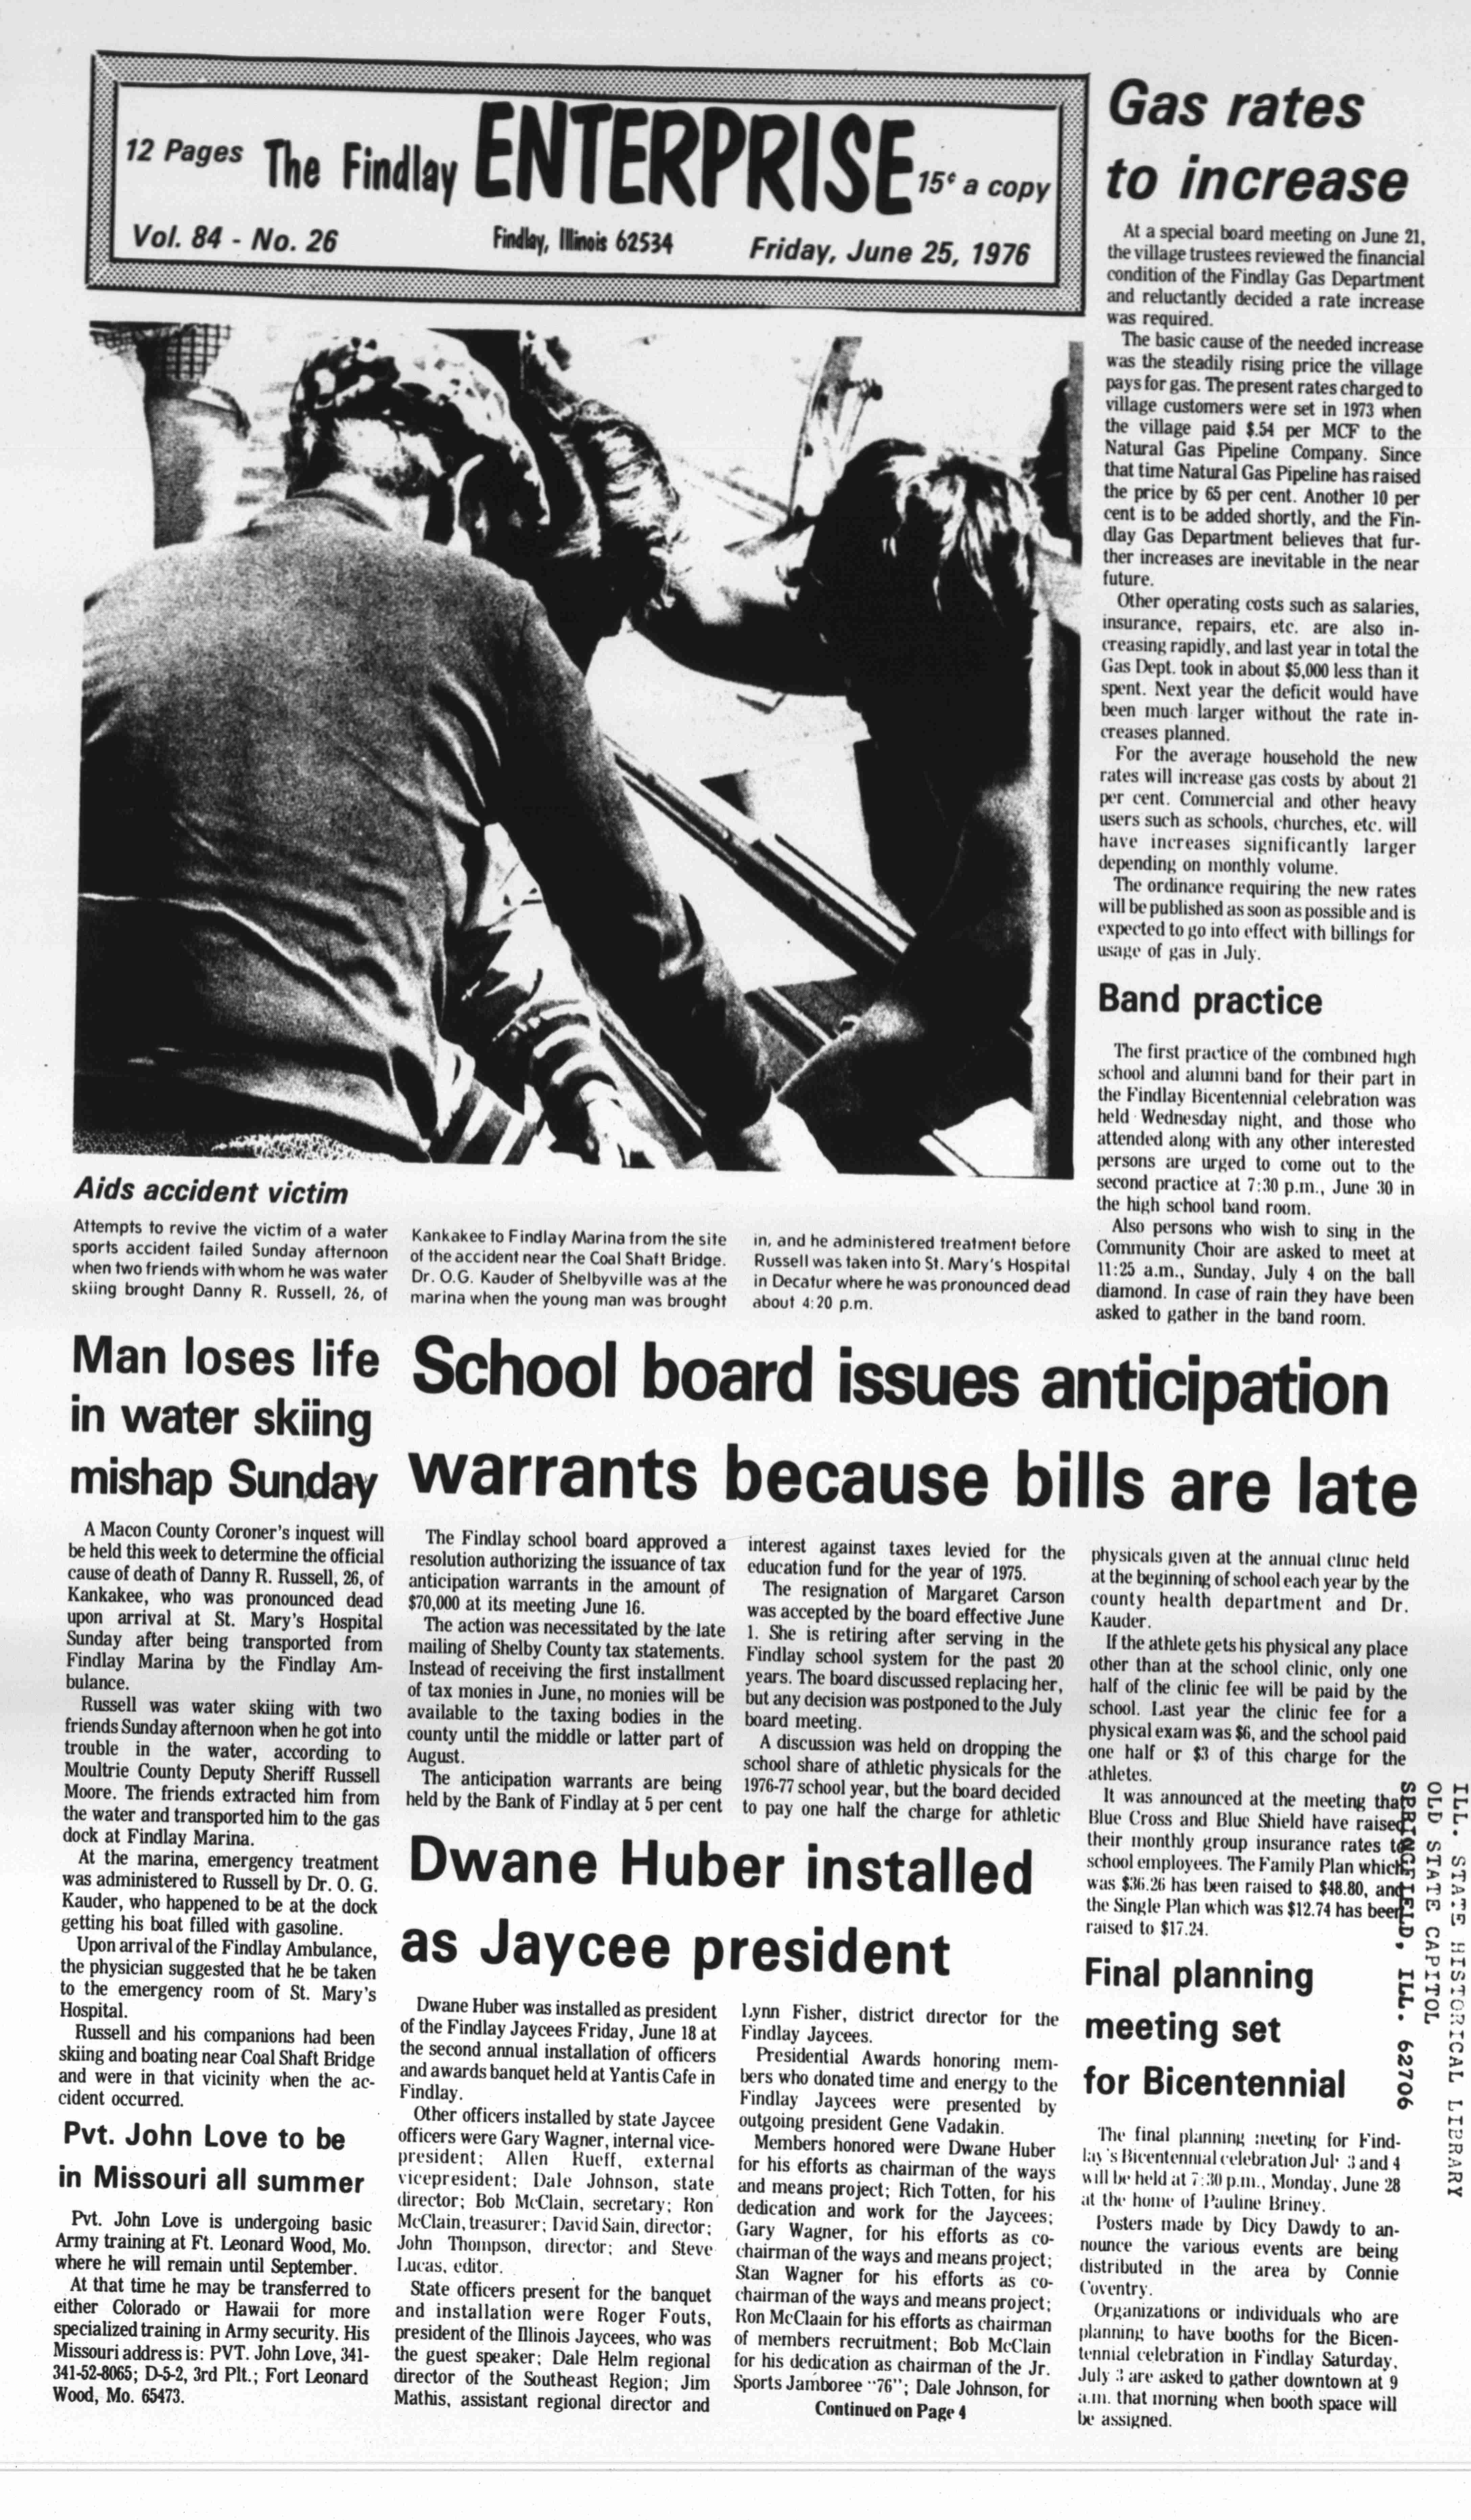 12 Pages The Findlay ENTERPRISE 15¢ a copy
Vol. 84 - No. 26 Findlay, Illinois 62534 Friday, June 25, 1976
Gas rates
to increase
At a special board meeting on June 21,
the village trustees reviewed the financial
condition of the Findlay Gas Department
and reluctantly decided a rate increase
was required.
The basic cause of the needed increase
was the steadily rising price the village
pays for gas. The present rates charged to
village customers were set in 1973 when
the village paid $.54 per MCF to the
Natural Gas Pipeline Company. Since
that time Natural Gas Pipeline has raised
the price by 65 per cent. Another 10 per
cent is to be added shortly, and the Fin-
dlay Gas Department believes that fur-
ther increases are inevitable in the near
future.
Other operating costs such as salaries,
insurance, repairs, etc. are also in-
creasing rapidly, and last year in total the
Gas Dept. took in about $5,000 less than it
spent. Next year the deficit would have
been much larger without the rate in-
creases planned.
For the average household the new
rates will increase gas costs by about 21
per cent. Commercial and other heavy
users such as schools, churches, etc. will
have increases significantly larger
depending on monthly volume.
The ordinance requiring the new rates
will be published as soon as possible and is
expected to go into effect with billings for
usage of gas in July.
Band practice
The first practice of the combined high
school and alumni band for their part in
the Findlay Bicentennial celebration was
held Wednesday night, and those who
attended along with any other interested
persons are urged to come out to the
second practice at 7:30 p.m., June 30 in
the high school band room.
Also persons who wish to sing in the
Community Choir are asked to meet at
11:25 a.m., Sunday, July 4 on the ball
diamond. In case of rain they have been
asked to gather in the band room.
Aids accident victim
Attempts to revive the victim of a water
sports accident failed Sunday afternoon
when two friends with whom he was water
skiing brought Danny R. Russell, 26, of
Kankakee to Findlay Marina from the site
of the accident near the Coal Shaft Bridge.
Dr. O.G. Kauder of Shelbyville was at the
marina when the young man was brought
in, and he administered treatment before
Russell was taken into St. Mary's Hospital
in Decatur where he was pronounced dead
about 4:20 p.m.
Man loses life
in water skiing
mishap Sunday
A Macon County Coroner's inquest will
be held this week to determine the official
cause of death of Danny R. Russell, 26, of
Kankakee, who was pronounced dead
upon arrival at St. Mary's Hospital
Sunday after being transported from
Findlay Marina by the Findlay Am-
bulance.
Russell was water skiing with two
friends Sunday afternoon when he got into
trouble in the water, according to
Moultrie County Deputy Sheriff Russell
Moore. The friends extracted him from
the water and transported him to the gas
dock at Findlay Marina.
At the marina, emergency treatment
was administered to Russell by Dr. O. G.
Kauder, who happened to be at the dock
getting his boat filled with gasoline.
Upon arrival of the Findlay Ambulance,
the physician suggested that he be taken
to the emergency room of St. Mary's
Hospital.
Russell and his companions had been
skiing and boating near Coal Shaft Bridge
and were in that vicinity when the ac-
cident occurred.
Pvt. John Love to be
in Missouri all summer
Pvt. John Love is undergoing basic
Army training at Ft. Leonard Wood, Mo.
where he will remain until September.
At that time he may be transferred to
either Colorado or Hawaii for more
specialized training in Army security. His
Missouri address is: PVT. John Love, 341-
341-52-8065; D-5-2, 3rd Plt.; Fort Leonard
Wood, Mo. 65473.
School board issues anticipation
warrants because bills are late
The Findlay school board approved a
resolution authorizing the issuance of tax
anticipation warrants in the amount of
$70,000 at its meeting June 16.
The action was necessitated by the late
mailing of Shelby County tax statements.
Instead of receiving the first installment
of tax monies in June, no monies will be
available to the taxing bodies in the
county until the middle or latter part of
August.
The anticipation warrants are being
held by the Bank of Findlay at 5 per cent
interest against taxes levied for the
education fund for the year of 1975.
The resignation of Margaret Carson
was accepted by the board effective June
1. She is retiring after serving in the
Findlay school system for the past 20
years. The board discussed replacing her,
but any decision was postponed to the July
board meeting.
A discussion was held on dropping the
school share of athletic physicals for the
1976-77 school year, but the board decided
to pay one half the charge for athletic
physicals given at the annual clinic held
at the beginning of school each year by the
county health department and Dr.
Kauder.
If the athlete gets his physical any place
other than at the school clinic, only one
half of the clinic fee will be paid by the
school. Last year the clinic fee for a
physical exam was $6, and the school paid
one half or $3 of this charge for the
athletes.
It was announced at the meeting that
Blue Cross and Blue Shield have raised
their monthly group insurance rates to
school employees. The Family Plan which
was $36.26 has been raised to $48.80, and
the Single Plan which was $12.74 has been
raised to $17.24.
Dwane Huber installed
as Jaycee president
Dwane Huber was installed as president
of the Findlay Jaycees Friday, June 18 at
the second annual installation of officers
and awards banquet held at Yantis Cafe in
Findlay.
Other officers installed by state Jaycee
officers were Gary Wagner, internal vice-
president; Allen Rueff, external
vicepresident; Dale Johnson, state
director; Bob McClain, secretary; Ron
McClain, treasurer; David Sain, director;
John Thompson, director; and Steve
Lucas, editor.
State officers present for the banquet
and installation were Roger Fouts,
president of the Illinois Jaycees, who was
the guest speaker; Dale Helm regional
director of the Southeast Region; Jim
Mathis, assistant regional director and
Lynn Fisher, district director for the
Findlay Jaycees.
Presidential Awards honoring mem-
bers who donated time and energy to the
Findlay Jaycees were presented by
outgoing president Gene Vadakin.
Members honored were Dwane Huber
for his efforts as chairman of the ways
and means project; Rich Totten, for his
dedication and work for the Jaycees;
Gary Wagner, for his efforts as co-
chairman of the ways and means project;
Stan Wagner for his efforts as co-
chairman of the ways and means project;
Ron McClaain for his efforts as chairman
of members recruitment; Bob McClain
for his dedication as chairman of the Jr.
Sports Jamboree "76"; Dale Johnson, for
Continued on Page 4
Final planning
meeting set
for Bicentennial
The final planning meeting for Find-
lay's Bicentennial celebration July 3 and 4
will be held at 7:30 p.m., Monday, June 28
at the home of Pauline Briney.
Posters made by Dicy Dawdy to an-
nounce the various events are being
distributed in the area by Connie
Coventry.
Organizations or individuals who are
planning to have booths for the Bicen-
tennial celebration in Findlay Saturday,
July 3 are asked to gather downtown at 9
a.m. that morning when booth space will
be assigned.
ILL. STATE HISTORICAL LIBRARY
OLD STATE CAPITOL
SPRINGFIELD, ILL. 62706